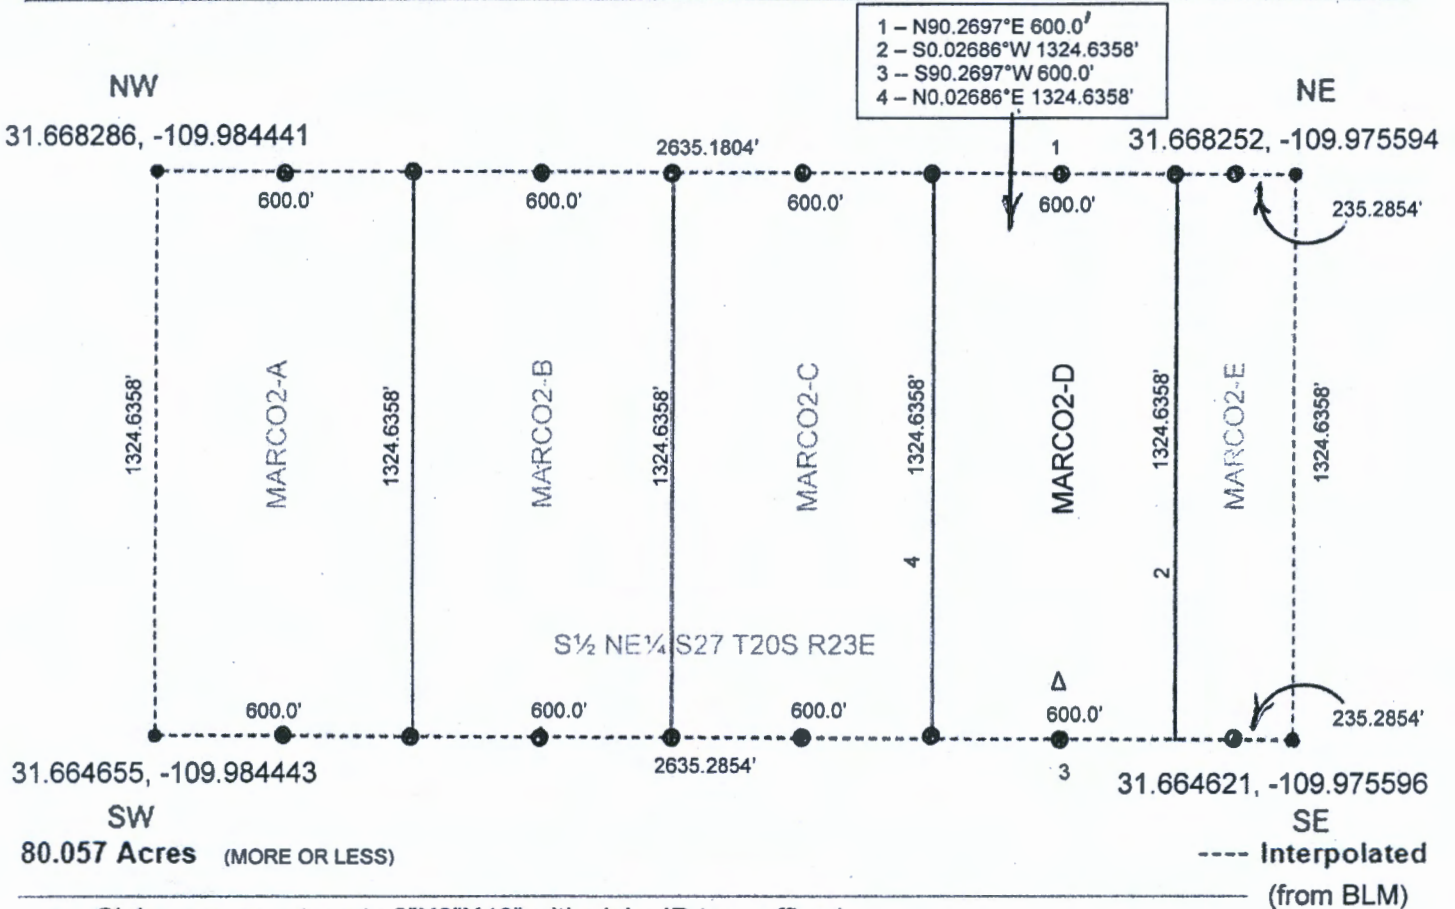 1 – N90.2697°E 600.0'
2 – S0.02686°W 1324.6358'
3 -- S90.2697°W 600.0'
4 – N0.02686°E 1324.6358'
NW
NE
31.668286, -109.984441
2635.1804'
1
31.668252, -109.975594
600.0'
600.0'
600.0'
600.0'
235.2854'
1324.6358'
MARCO2-A
1324.6358'
MARCO2-B
1324.6358'
MARCO2-C
1324.6358'
MARCO2-D
1324.6358'
MARCO2-E
1324.6358'
4
2
S½ NE¼ S27 T20S R23E
Δ
600.0'
600.0'
600.0'
600.0'
235.2854'
31.664655, -109.984443
2635.2854'
3
31.664621, -109.975596
SW
SE
80.057 Acres (MORE OR LESS)
---- Interpolated
(from BLM)